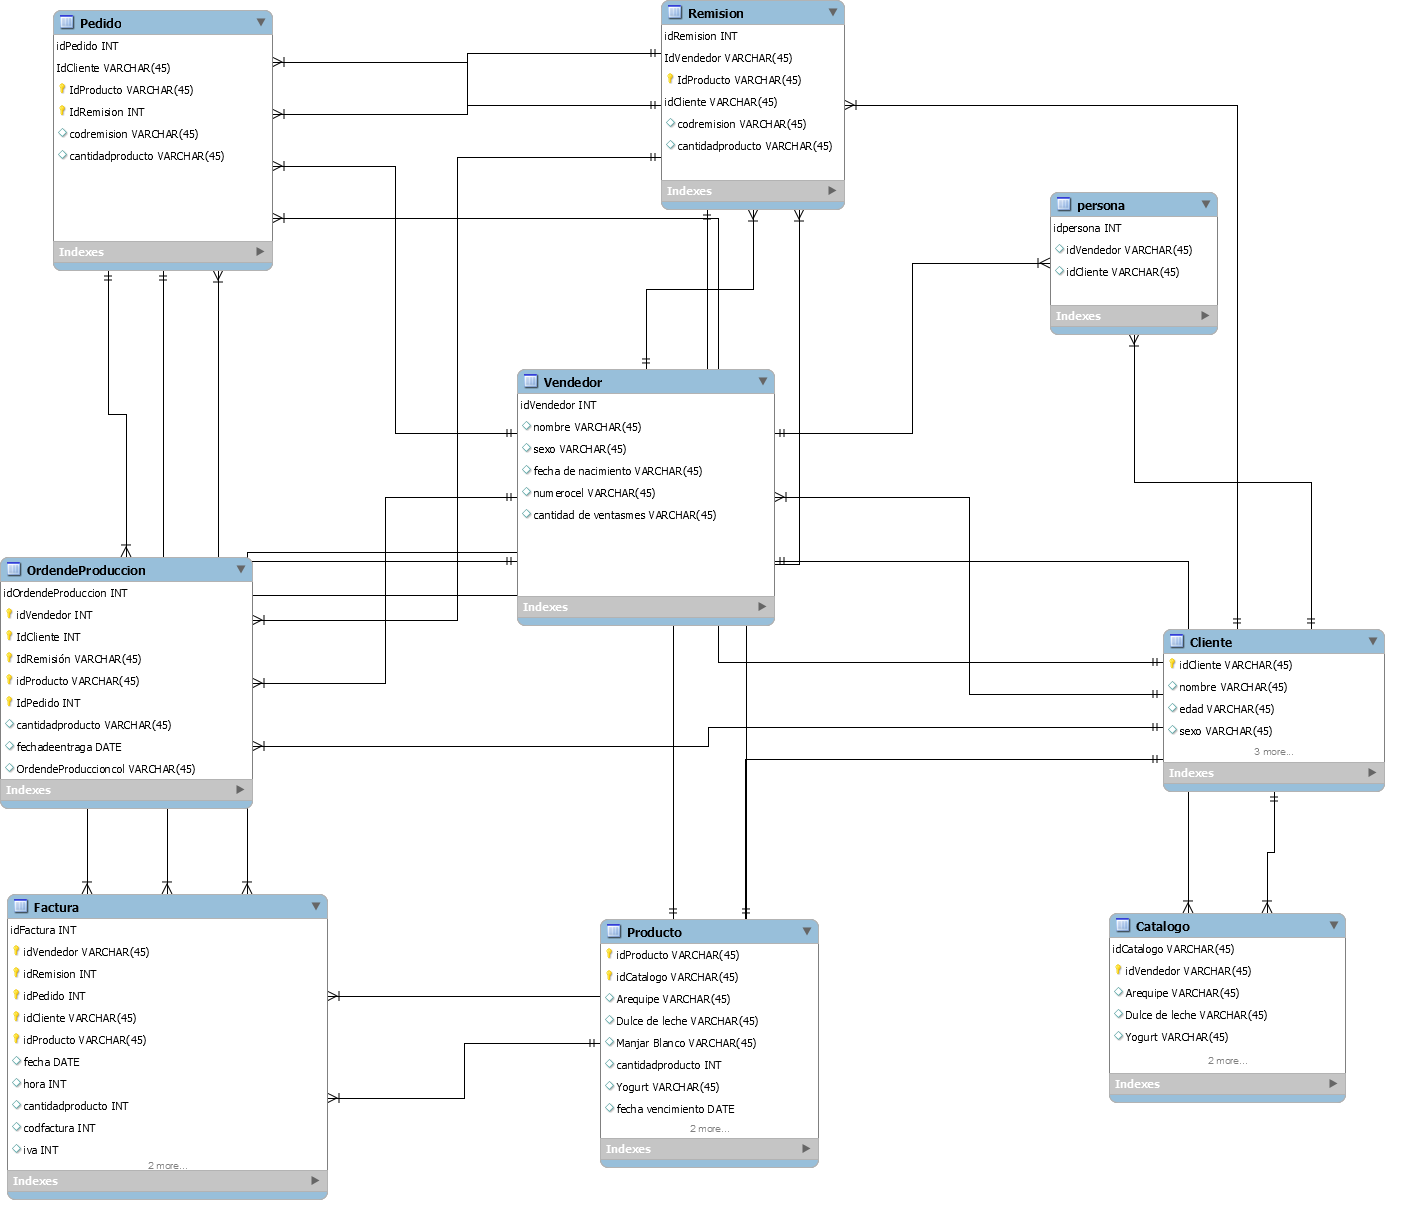 Pedido
idPedido INT
IdCliente VARCHAR(45)
IdProducto VARCHAR(45)
IdRemision INT
codremision VARCHAR(45)
cantidadproducto VARCHAR(45)
Indexes
Remision
idRemision INT
IdVendedor VARCHAR(45)
IdProducto VARCHAR(45)
idCliente VARCHAR(45)
codremision VARCHAR(45)
cantidadproducto VARCHAR(45)
Indexes
persona
idpersona INT
idVendedor VARCHAR(45)
idCliente VARCHAR(45)
Indexes
Vendedor
idVendedor INT
nombre VARCHAR(45)
sexo VARCHAR(45)
fecha de nacimiento VARCHAR(45)
numerocel VARCHAR(45)
cantidad de ventasmes VARCHAR(45)
Indexes
OrdendeProduccion
idOrdendeProduccion INT
idVendedor INT
IdCliente INT
IdRemisión VARCHAR(45)
idProducto VARCHAR(45)
IdPedido INT
cantidadproducto VARCHAR(45)
fechadeentraga DATE
OrdendeProduccioncol VARCHAR(45)
Indexes
Cliente
idCliente VARCHAR(45)
nombre VARCHAR(45)
edad VARCHAR(45)
sexo VARCHAR(45)
3 more...
Indexes
Factura
idFactura INT
idVendedor VARCHAR(45)
idRemision INT
idPedido INT
idCliente VARCHAR(45)
idProducto VARCHAR(45)
fecha DATE
hora INT
cantidadproducto INT
codfactura INT
iva INT
2 more...
Indexes
Producto
idProducto VARCHAR(45)
idCatalogo VARCHAR(45)
Arequipe VARCHAR(45)
Dulce de leche VARCHAR(45)
Manjar Blanco VARCHAR(45)
cantidadproducto INT
Yogurt VARCHAR(45)
fecha vencimiento DATE
2 more...
Indexes
Catalogo
idCatalogo VARCHAR(45)
idVendedor VARCHAR(45)
Arequipe VARCHAR(45)
Dulce de leche VARCHAR(45)
Yogurt VARCHAR(45)
2 more...
Indexes